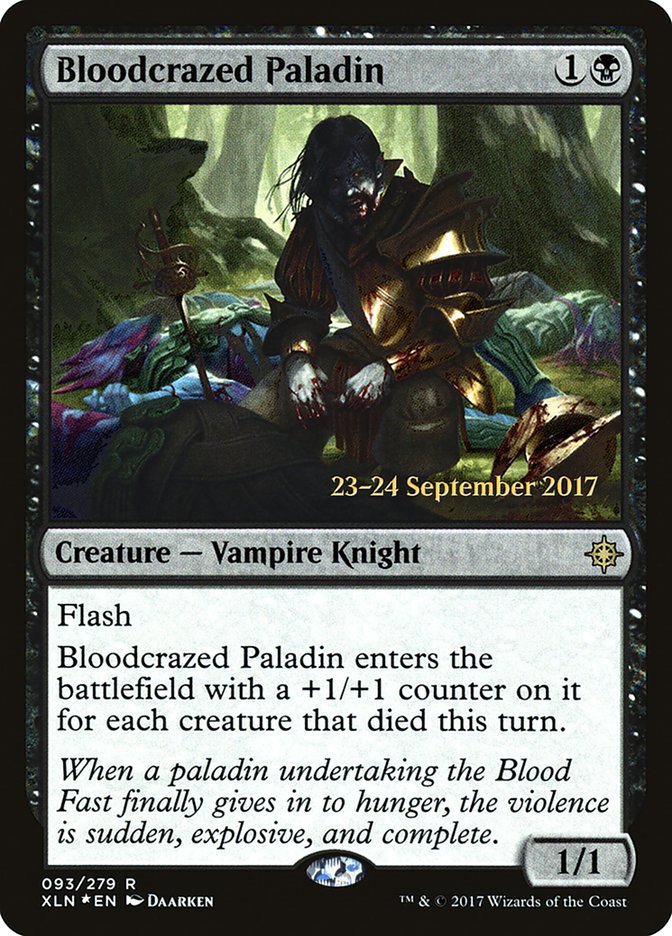 Bloodcrazed Paladin 1
23–24 September 2017
Creature — Vampire Knight
Flash
Bloodcrazed Paladin enters the
battlefield with a +1/+1 counter on it
for each creature that died this turn.
When a paladin undertaking the Blood
Fast finally gives in to hunger, the violence
is sudden, explosive, and complete.
1/1
093/279 R
XLN ★ EN Daarken
™ & © 2017 Wizards of the Coast